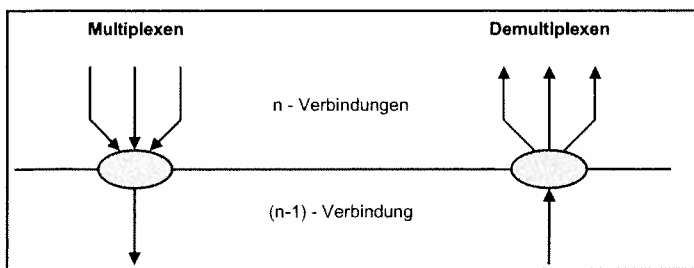 Multiplexen
Demultiplexen
n - Verbindungen
(n-1) - Verbindung